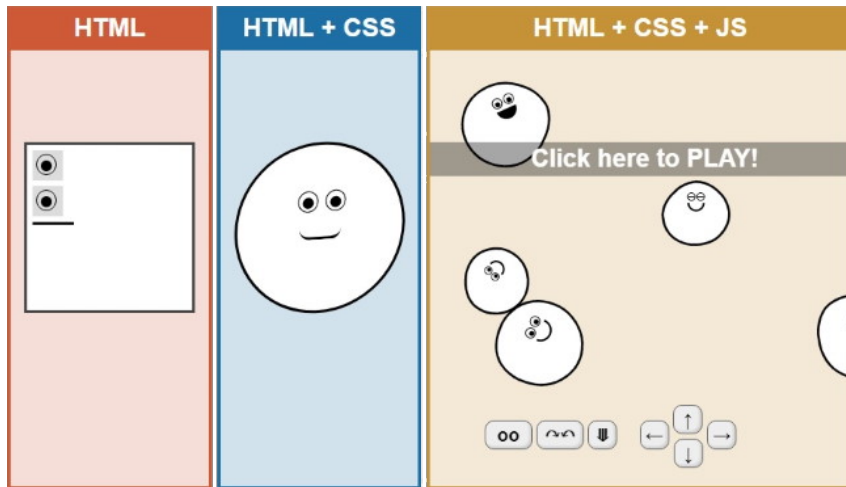 HTML
HTML + CSS
HTML + CSS + JS
Click here to PLAY!
oo